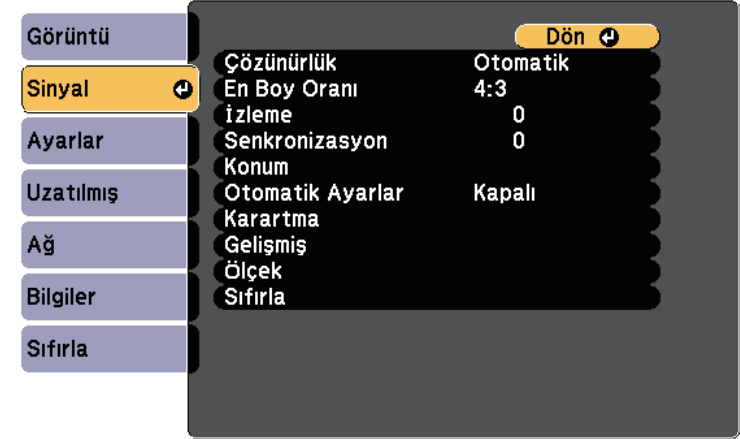 Görüntü
Sinyal
Ayarlar
Uzatılmış
Ağ
Bilgiler
Sıfırla
Dön
Çözünürlük Otomatik
En Boy Oranı 4:3
İzleme 0
Senkronizasyon 0
Konum
Otomatik Ayarlar Kapalı
Karartma
Gelişmiş
Ölçek
Sıfırla